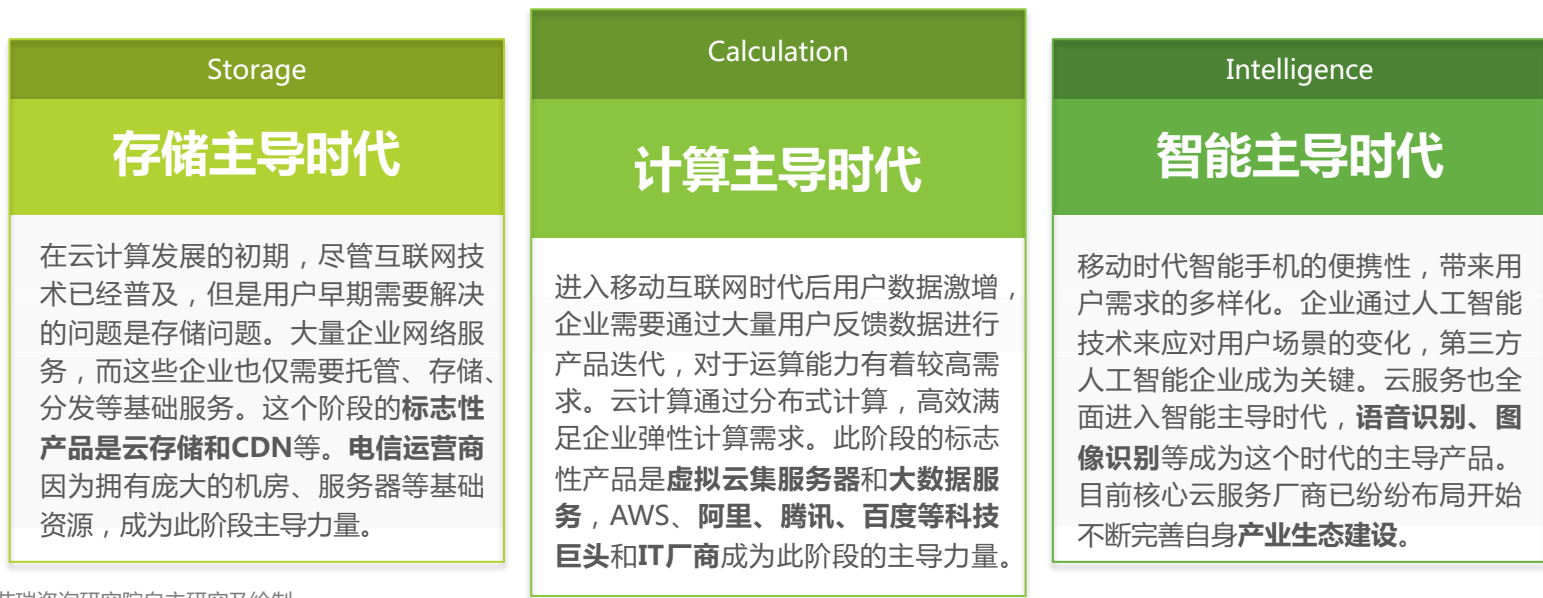 Storage
存储主导时代
在云计算发展的初期，尽管互联网技
术已经普及，但是用户早期需要解决
的问题是存储问题。大量企业网络服
务，而这些企业也仅需要托管、存储、
分发等基础服务。这个阶段的标志性
产品是云存储和CDN等。电信运营商
因为拥有庞大的机房、服务器等基础
资源，成为此阶段主导力量。
Calculation
计算主导时代
进入移动互联网时代后用户数据激增，
企业需要通过大量用户反馈数据进行
产品迭代，对于运算能力有着较高需
求。云计算通过分布式计算，高效满
足企业弹性计算需求。此阶段的标志
性产品是虚拟云集服务器和大数据服
务，AWS、阿里、腾讯、百度等科技
巨头和IT厂商成为此阶段的主导力量。
Intelligence
智能主导时代
移动时代智能手机的便携性，带来用
户需求的多样化。企业通过人工智能
技术来应对用户场景的变化，第三方
人工智能企业成为关键。云服务也全
面进入智能主导时代，语音识别、图
像识别等成为这个时代的主导产品。
目前核心云服务厂商已纷纷布局开始
不断完善自身产业生态建设。